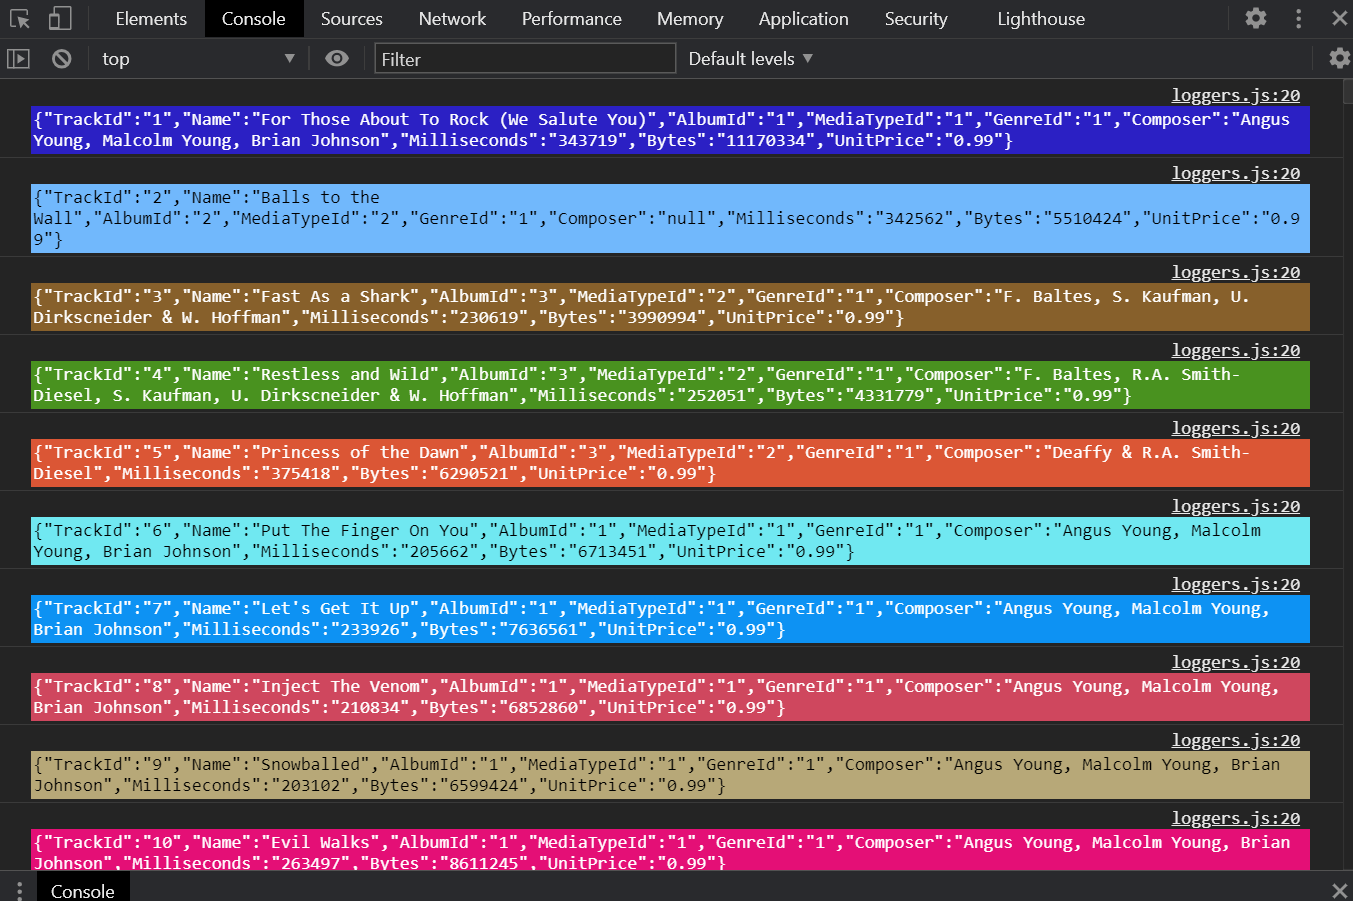 Elements Console Sources Network Performance Memory Application Security Lighthouse
top Filter Default levels
loggers.js:20
{"TrackId":"1","Name":"For Those About To Rock (We Salute You)","AlbumId":"1","MediaTypeId":"1","GenreId":"1","Composer":"Angus
Young, Malcolm Young, Brian Johnson","Milliseconds":"343719","Bytes":"11170334","UnitPrice":"0.99"}
loggers.js:20
{"TrackId":"2","Name":"Balls to the
Wall","AlbumId":"2","MediaTypeId":"2","GenreId":"1","Composer":"null","Milliseconds":"342562","Bytes":"5510424","UnitPrice":"0.9
9"}
loggers.js:20
{"TrackId":"3","Name":"Fast As a Shark","AlbumId":"3","MediaTypeId":"2","GenreId":"1","Composer":"F. Baltes, S. Kaufman, U.
Dirkscneider & W. Hoffman","Milliseconds":"230619","Bytes":"3990994","UnitPrice":"0.99"}
loggers.js:20
{"TrackId":"4","Name":"Restless and Wild","AlbumId":"3","MediaTypeId":"2","GenreId":"1","Composer":"F. Baltes, R.A. Smith-
Diesel, S. Kaufman, U. Dirkscneider & W. Hoffman","Milliseconds":"252051","Bytes":"4331779","UnitPrice":"0.99"}
loggers.js:20
{"TrackId":"5","Name":"Princess of the Dawn","AlbumId":"3","MediaTypeId":"2","GenreId":"1","Composer":"Deaffy & R.A. Smith-
Diesel","Milliseconds":"375418","Bytes":"6290521","UnitPrice":"0.99"}
loggers.js:20
{"TrackId":"6","Name":"Put The Finger On You","AlbumId":"1","MediaTypeId":"1","GenreId":"1","Composer":"Angus Young, Malcolm
Young, Brian Johnson","Milliseconds":"205662","Bytes":"6713451","UnitPrice":"0.99"}
loggers.js:20
{"TrackId":"7","Name":"Let's Get It Up","AlbumId":"1","MediaTypeId":"1","GenreId":"1","Composer":"Angus Young, Malcolm Young,
Brian Johnson","Milliseconds":"233926","Bytes":"7636561","UnitPrice":"0.99"}
loggers.js:20
{"TrackId":"8","Name":"Inject The Venom","AlbumId":"1","MediaTypeId":"1","GenreId":"1","Composer":"Angus Young, Malcolm Young,
Brian Johnson","Milliseconds":"210834","Bytes":"6852860","UnitPrice":"0.99"}
loggers.js:20
{"TrackId":"9","Name":"Snowballed","AlbumId":"1","MediaTypeId":"1","GenreId":"1","Composer":"Angus Young, Malcolm Young, Brian
Johnson","Milliseconds":"203102","Bytes":"6599424","UnitPrice":"0.99"}
loggers.js:20
{"TrackId":"10","Name":"Evil Walks","AlbumId":"1","MediaTypeId":"1","GenreId":"1","Composer":"Angus Young, Malcolm Young, Brian
Johnson","Milliseconds":"263497","Bytes":"8611245","UnitPrice":"0.99"}
Console